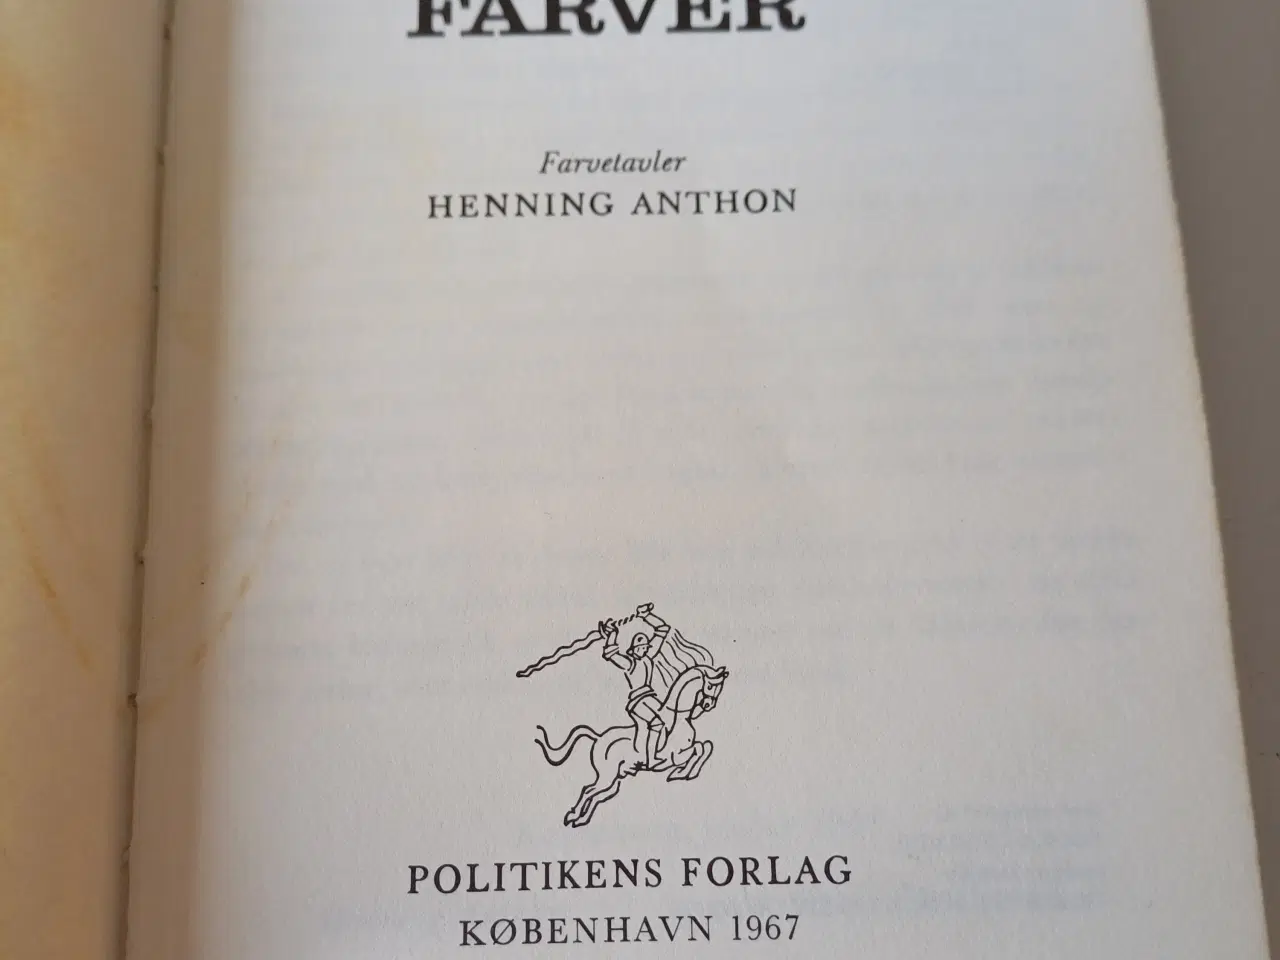 FARVER
Farvetavler
HENNING ANTHON
POLITIKENS FORLAG
KØBENHAVN 1967